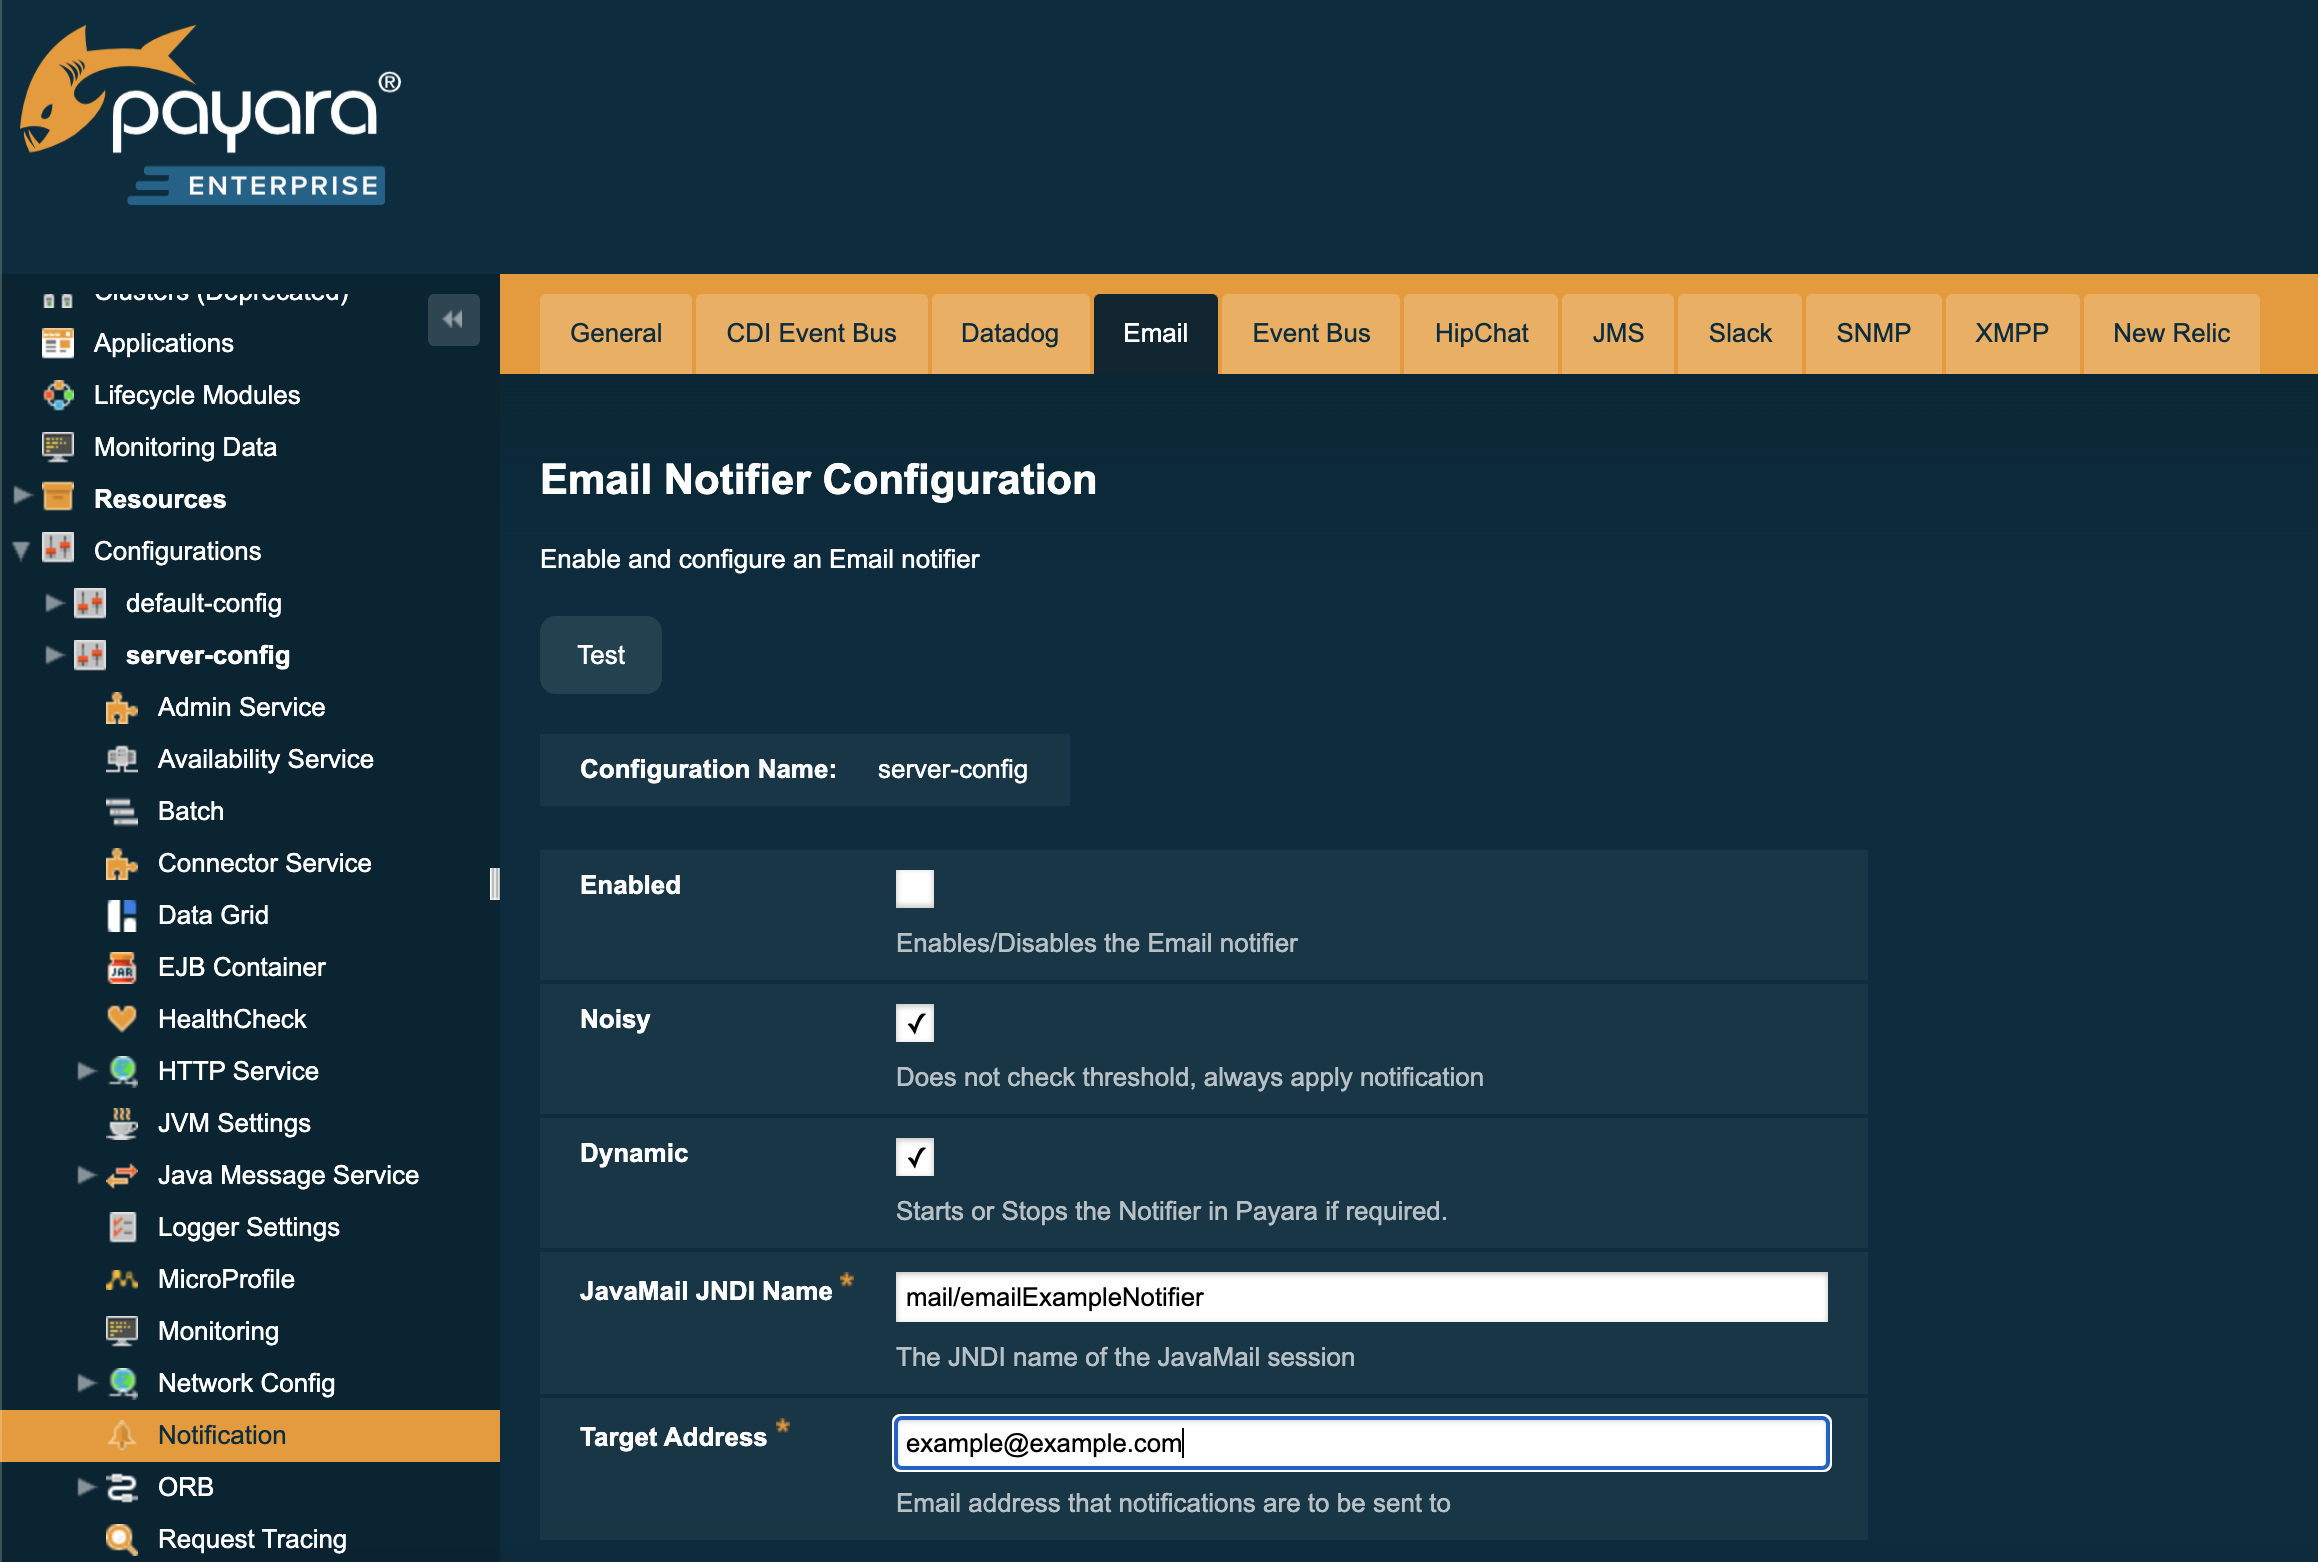 payara®
ENTERPRISE
Clusters (Deprecated)
Applications
Lifecycle Modules
Monitoring Data
Resources
Configurations
default-config
server-config
Admin Service
Availability Service
Batch
Connector Service
Data Grid
JAR
EJB Container
HealthCheck
HTTP Service
JVM Settings
Java Message Service
Logger Settings
MicroProfile
Monitoring
Network Config
Notification
ORB
Request Tracing
General CDI Event Bus Datadog Email Event Bus HipChat JMS Slack SNMP XMPP New Relic
Email Notifier Configuration
Enable and configure an Email notifier
Test
Configuration Name: server-config
Enabled
Enables/Disables the Email notifier
Noisy
Does not check threshold, always apply notification
Dynamic
Starts or Stops the Notifier in Payara if required.
JavaMail JNDI Name * mail/emailExampleNotifier
The JNDI name of the JavaMail session
Target Address * example@example.com
Email address that notifications are to be sent to